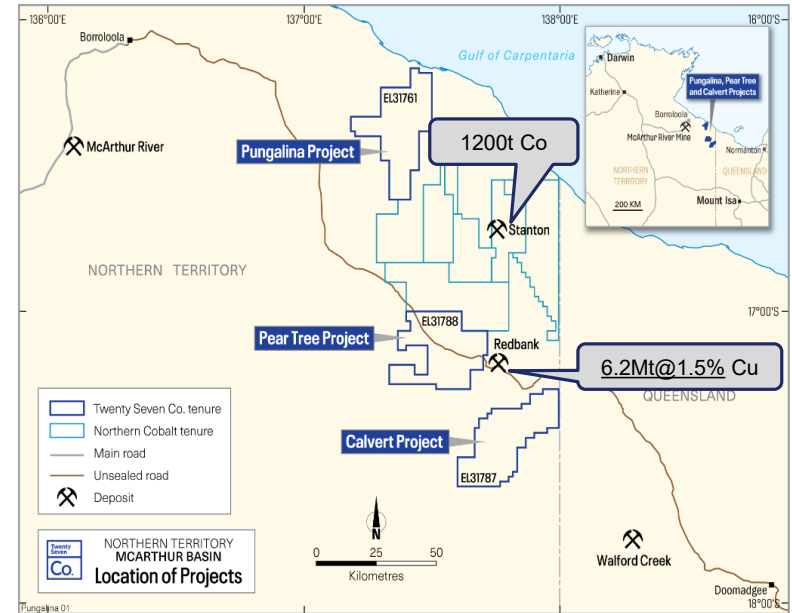 136°00'E
137°00'E
138°00'E
16°00'S
Borroloola
Gulf of Carpentaria
EL31761
McArthur River
Pungalina Project
1200t Co
Stanton
Darwin
Katherine
Pungalina, Pear Tree
and Calvert Projects
Borroloola
McArthur River Mine
Normanton
NORTHERN
TERRITORY
QUEENSLAND
Mount Isa
200 KM
NORTHERN TERRITORY
17°00'S
EL31788
Pear Tree Project
Redbank
6.2Mt@1.5% Cu
QUEENSLAND
Calvert Project
EL31787
Twenty Seven Co. tenure
Northern Cobalt tenure
Main road
Unsealed road
Deposit
N
0 25 50
Kilometres
Twenty
Seven
Co.
NORTHERN TERRITORY
MCARTHUR BASIN
Location of Projects
Walford Creek
Doomadgee
18°00'S
Pungalina 01